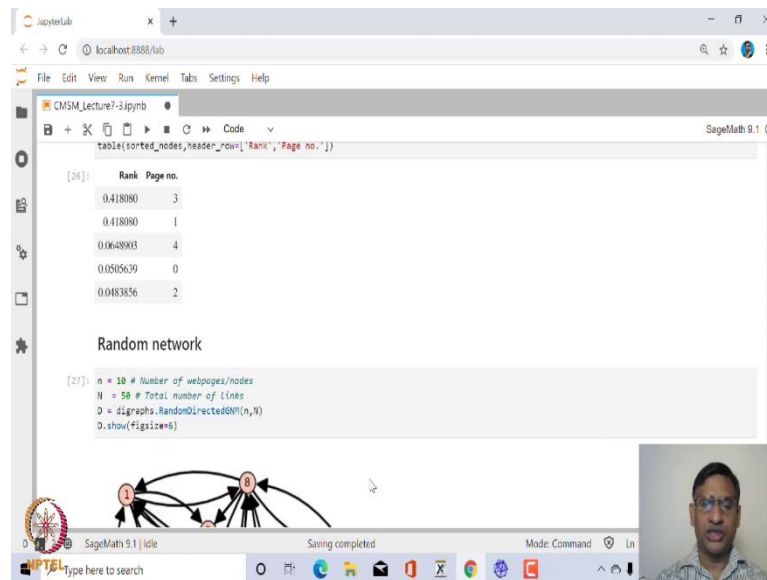 JupyterLab
localhost:8888/lab
File Edit View Run Kernel Tabs Settings Help
CMSM_Lecture7-3.ipynb
Code
SageMath 9.1
table(sorted_nodes,header_row=['Rank','Page no.'])
[26]:
Rank Page no.
0.418080 3
0.418080 1
0.0648903 4
0.0505639 0
0.0483856 2
Random network
[27]: n = 10 # Number of webpages/nodes
N = 50 # Total number of links
D = digraphs.RandomDirectedGNM(n,N)
D.show(figsize=6)
1
8
0
SageMath 9.1 | Idle
Saving completed
Mode: Command
Ln
NPTEL
Type here to search